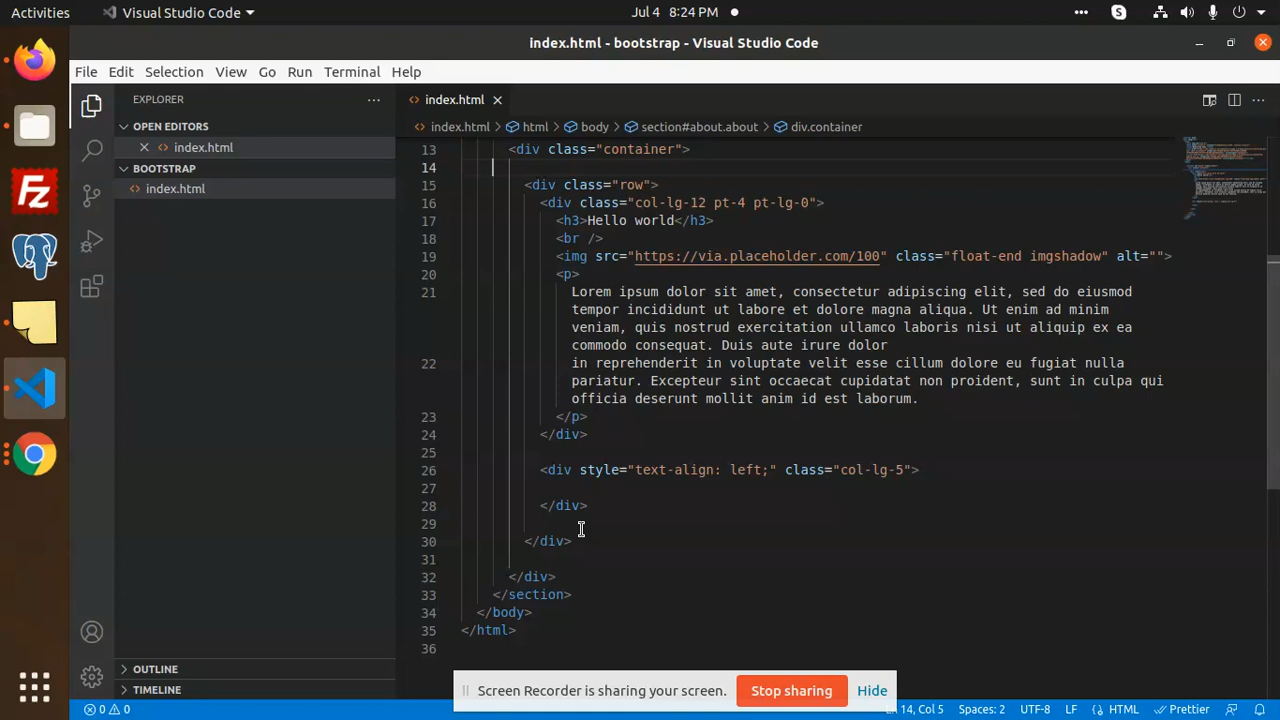 Activities
Visual Studio Code
Jul 4 8:24 PM
index.html - bootstrap - Visual Studio Code
File Edit Selection View Go Run Terminal Help
EXPLORER
OPEN EDITORS
index.html
BOOTSTRAP
index.html
OUTLINE
TIMELINE
index.html
index.html > html > body > section#about.about > div.container
13 <div class="container">
14
15 <div class="row">
16 <div class="col-lg-12 pt-4 pt-lg-0">
17 <h3>Hello world</h3>
18 <br />
19 <img src="https://via.placeholder.com/100" class="float-end imgshadow" alt="">
20 <p>
21 Lorem ipsum dolor sit amet, consectetur adipiscing elit, sed do eiusmod
tempor incididunt ut labore et dolore magna aliqua. Ut enim ad minim
veniam, quis nostrud exercitation ullamco laboris nisi ut aliquip ex ea
commodo consequat. Duis aute irure dolor
22 in reprehenderit in voluptate velit esse cillum dolore eu fugiat nulla
pariatur. Excepteur sint occaecat cupidatat non proident, sunt in culpa qui
officia deserunt mollit anim id est laborum.
23 </p>
24 </div>
25
26 <div style="text-align: left;" class="col-lg-5">
27
28 </div>
29
30 </div>
31
32 </div>
33 </section>
34 </body>
35 </html>
36
Screen Recorder is sharing your screen. Stop sharing Hide
0 0 Ln 14, Col 5 Spaces: 2 UTF-8 LF HTML Prettier